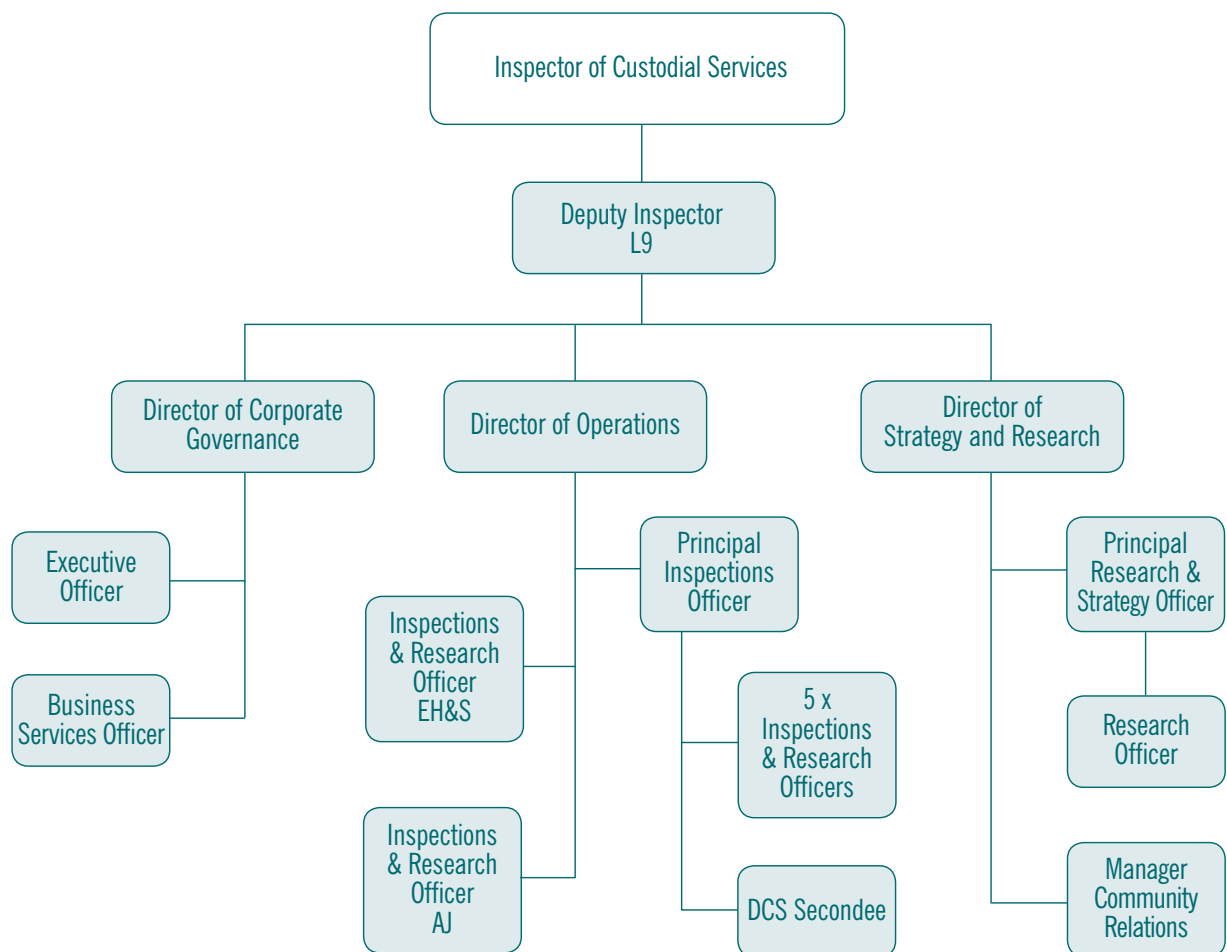 Inspector of Custodial Services
Deputy Inspector
L9
Director of Corporate
Governance
Director of Operations
Director of
Strategy and Research
Executive
Officer
Business
Services Officer
Inspections
& Research
Officer
EH&S
Inspections
& Research
Officer
AJ
Principal
Inspections
Officer
5 x
Inspections
& Research
Officers
DCS Secondee
Principal
Research &
Strategy Officer
Research
Officer
Manager
Community
Relations